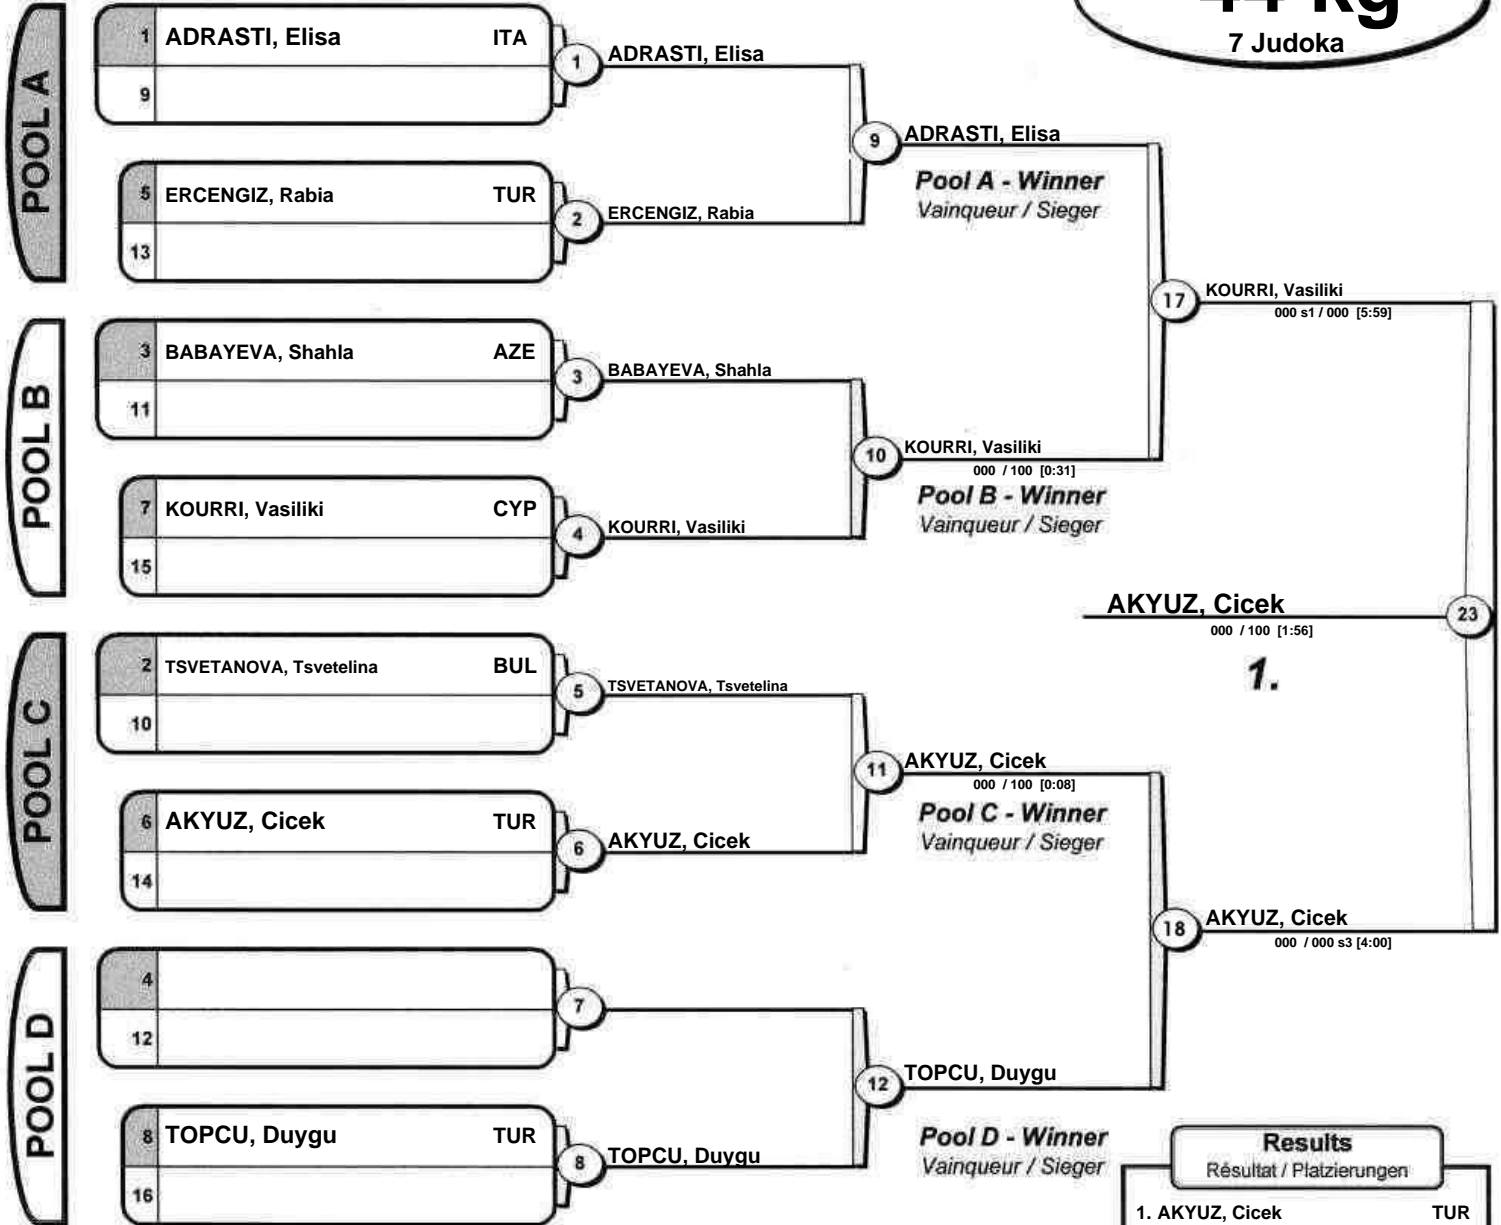 44 kg
7 Judoka
POOL A
1 ADRASTI, Elisa ITA
9
1 ADRASTI, Elisa
5 ERCENGIZ, Rabia TUR
13
2 ERCENGIZ, Rabia
9 ADRASTI, Elisa
Pool A - Winner
Vainqueur / Sieger
POOL B
3 BABAYEVA, Shahla AZE
11
3 BABAYEVA, Shahla
7 KOURRI, Vasiliki CYP
15
4 KOURRI, Vasiliki
10 KOURRI, Vasiliki
000 / 100 [0:31]
Pool B - Winner
Vainqueur / Sieger
17 KOURRI, Vasiliki
000 s1 / 000 [5:59]
AKYUZ, Cicek 23
000 / 100 [1:56]
1.
POOL C
2 TSVETANOVA, Tsvetelina BUL
10
5 TSVETANOVA, Tsvetelina
6 AKYUZ, Cicek TUR
14
6 AKYUZ, Cicek
11 AKYUZ, Cicek
000 / 100 [0:08]
Pool C - Winner
Vainqueur / Sieger
18 AKYUZ, Cicek
000 / 000 s3 [4:00]
POOL D
4
12
7
8 TOPCU, Duygu TUR
16
8 TOPCU, Duygu
12 TOPCU, Duygu
Pool D - Winner
Vainqueur / Sieger
Results
Résultat / Platzierungen
1. AKYUZ, Cicek TUR